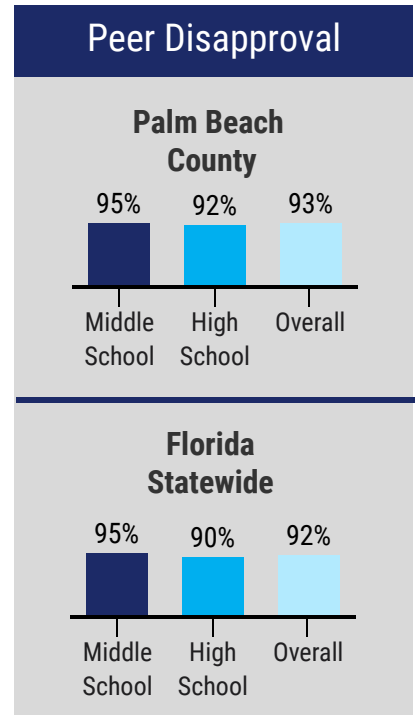 Peer Disapproval
Palm Beach
County
95% 92% 93%
Middle High Overall
School School
Florida
Statewide
95% 90% 92%
Middle High Overall
School School